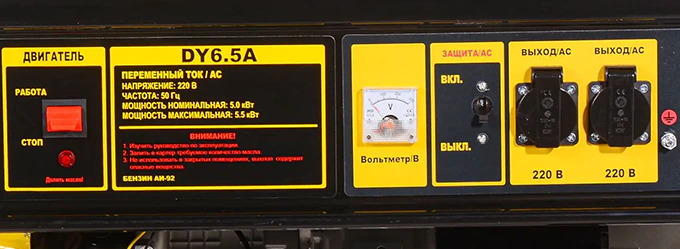 ДВИГАТЕЛЬ
РАБОТА
СТОП
Долить масла!
DY6.5A
ПЕРЕМЕННЫЙ ТОК / AC
НАПРЯЖЕНИЕ: 220 В
ЧАСТОТА: 50 Гц
МОЩНОСТЬ НОМИНАЛЬНАЯ: 5.0 кВт
МОЩНОСТЬ МАКСИМАЛЬНАЯ: 5.5 кВт
ВНИМАНИЕ!
1. Изучить руководство по эксплуатации.
2. Залить в картер требуемое количество масла.
3. Не использовать в закрытых помещениях, выхлоп содержит
опасные вещества.
БЕНЗИН АИ-92
V
Вольтметр/В
ЗАЩИТА/AC
ВКЛ.
ВЫКЛ.
ВЫХОД/AC
ВЫХОД/AC
220 В
220 В